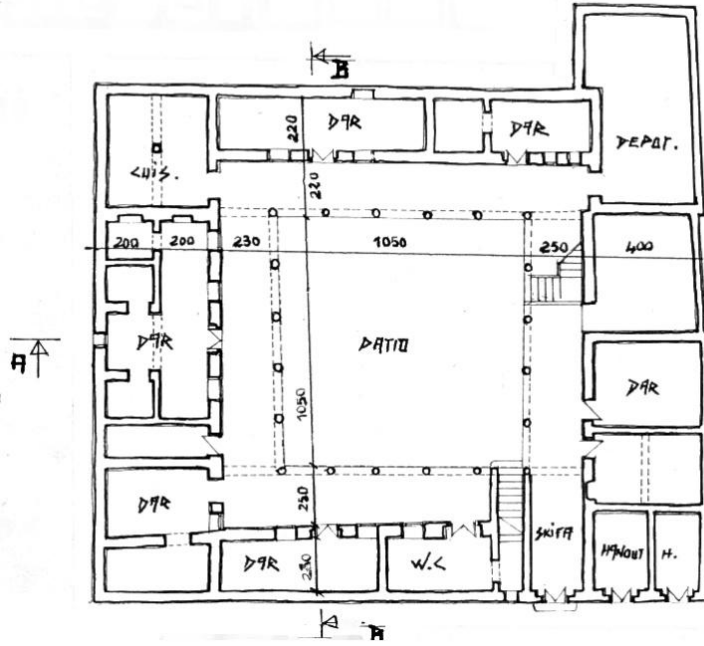 B
220
DAR
DAR
DEPOT.
CUIS.
220
200
200
230
1050
250
400
A
DAR
PATIO
DAR
1050
DAR
250
SKIFA
HANOUT
H.
DAR
W.C
230
B